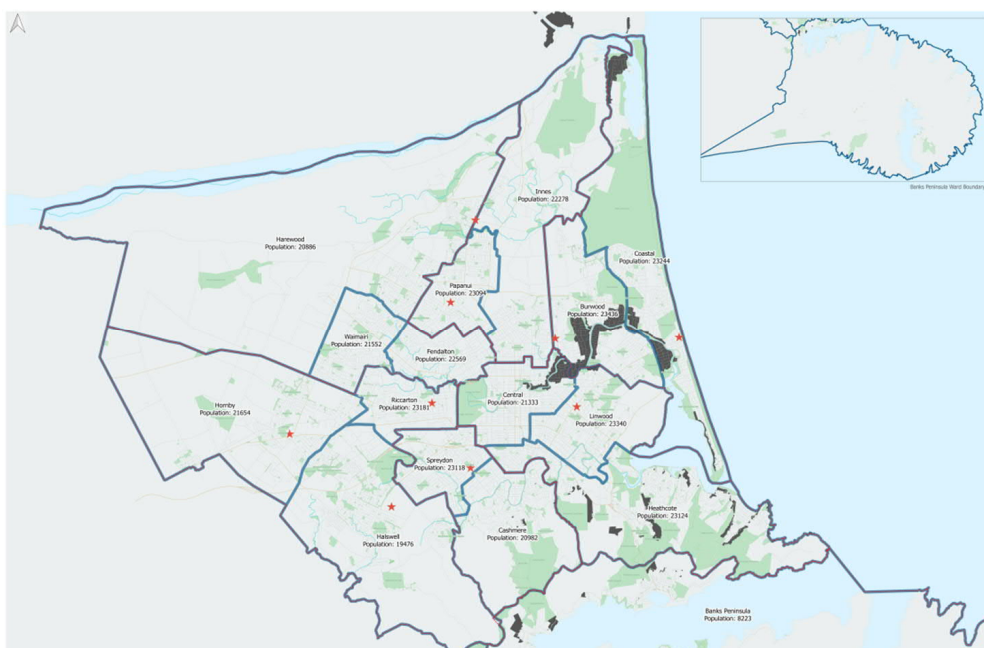 Banks Peninsula Ward Boundary
Innes
Population: 22278
Harewood
Population: 20886
Coastal
Population: 23244
Papanui
Population: 23094
Burwood
Population: 23436
Waimairi
Population: 21552
Fendalton
Population: 22569
Riccarton
Population: 23181
Central
Population: 21333
Hornby
Population: 21654
Linwood
Population: 23340
Spreydon
Population: 23118
Heathcote
Population: 23124
Cashmere
Population: 20982
Halswell
Population: 19476
Banks Peninsula
Population: 8223